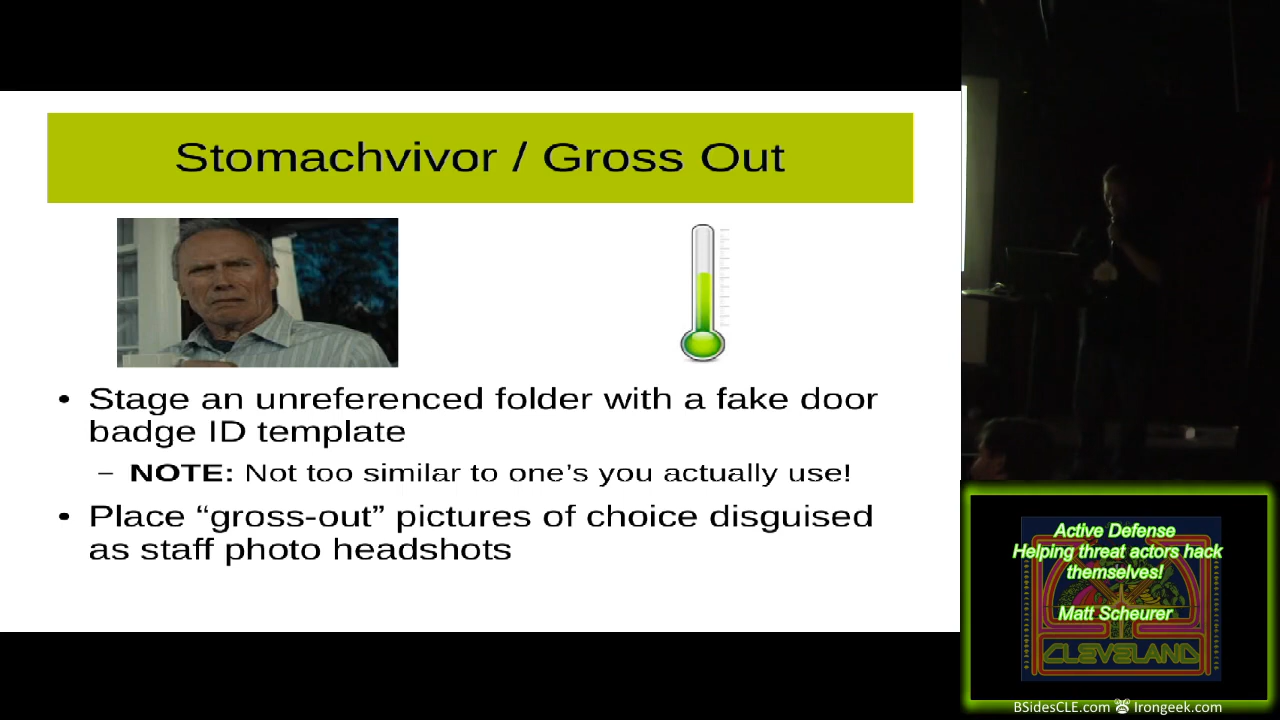 Stomachvivor / Gross Out
• Stage an unreferenced folder with a fake door
badge ID template
– NOTE: Not too similar to one’s you actually use!
• Place “gross-out” pictures of choice disguised
as staff photo headshots
Active Defense
Helping threat actors hack
themselves!
Matt Scheurer
CLEVELAND
BSidesCLE.com Irongeek.com